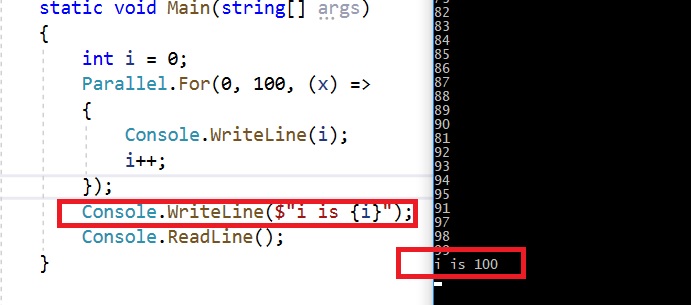 static void Main(string[] args)
{
int i = 0;
Parallel.For(0, 100, (x) =>
{
Console.WriteLine(i);
i++;
});
Console.WriteLine($"i is {i}");
Console.ReadLine();
}
82
83
84
85
86
87
88
89
90
81
92
93
94
95
91
97
98
99
i is 100